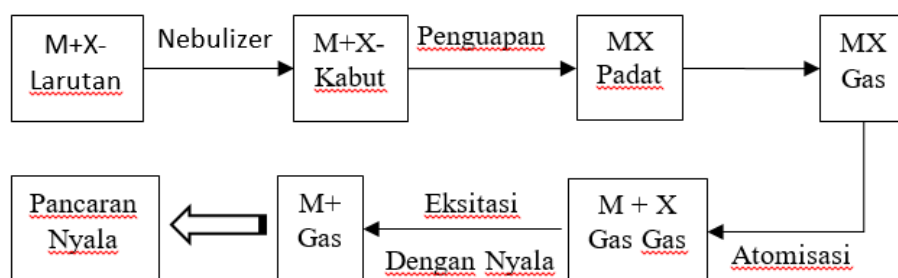 M+X-
Larutan
Nebulizer
M+X-
Kabut
Penguapan
MX
Padat
MX
Gas
Pancaran
Nyala
M+
Gas
Eksitasi
Dengan Nyala
M + X
Gas Gas
Atomisasi